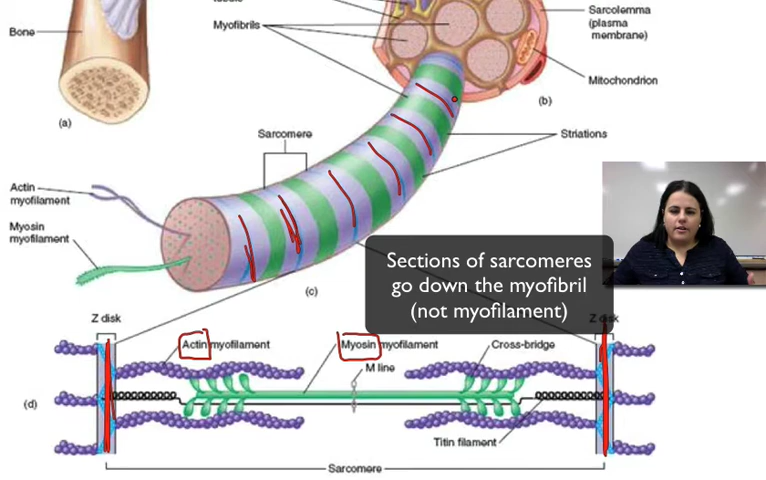 Myofibrils
Sarcolemma
(plasma
membrane)
Bone
Mitochondrion
(a)
(b)
Sarcomere
Striations
Actin
myofilament
Myosin
myofilament
(c)
Sections of sarcomeres
go down the myofibril
(not myofilament)
Z disk
Z disk
Actin myofilament
Myosin myofilament
Cross-bridge
M line
(d)
Titin filament
Sarcomere